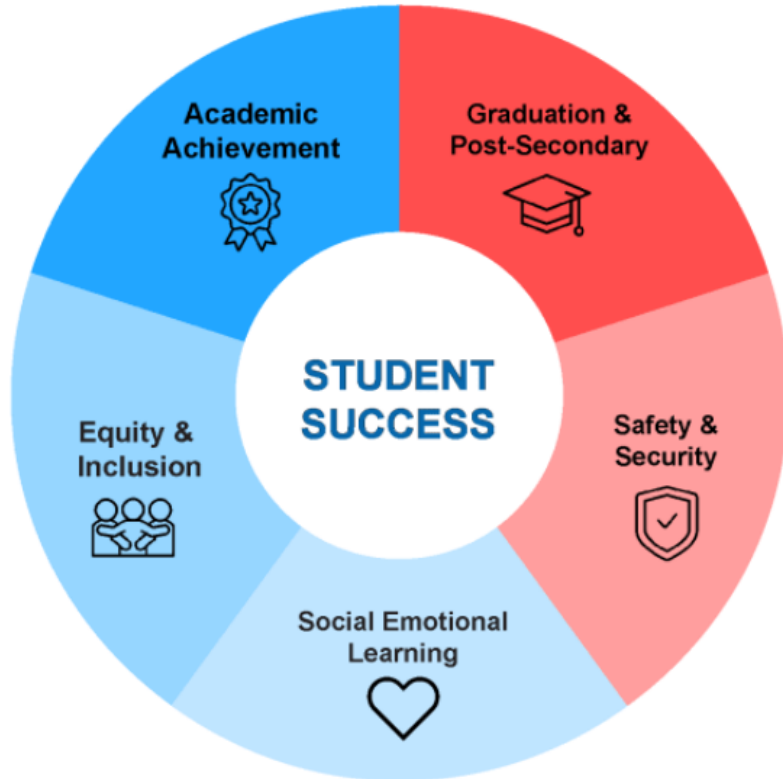 Academic
Achievement
Graduation &
Post-Secondary
STUDENT
SUCCESS
Equity &
Inclusion
Safety &
Security
Social Emotional
Learning